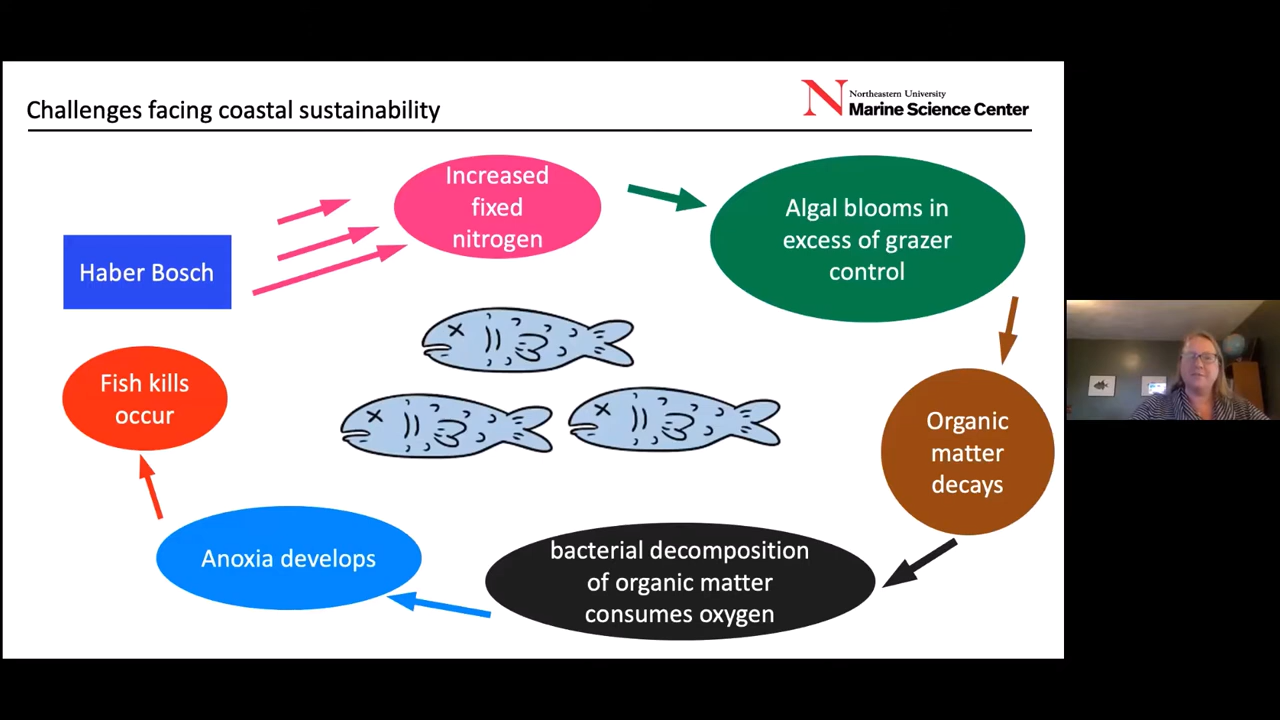 Challenges facing coastal sustainability
N
Northeastern University
Marine Science Center
Haber Bosch
Increased
fixed
nitrogen
Algal blooms in
excess of grazer
control
Organic
matter
decays
bacterial decomposition
of organic matter
consumes oxygen
Anoxia develops
Fish kills
occur